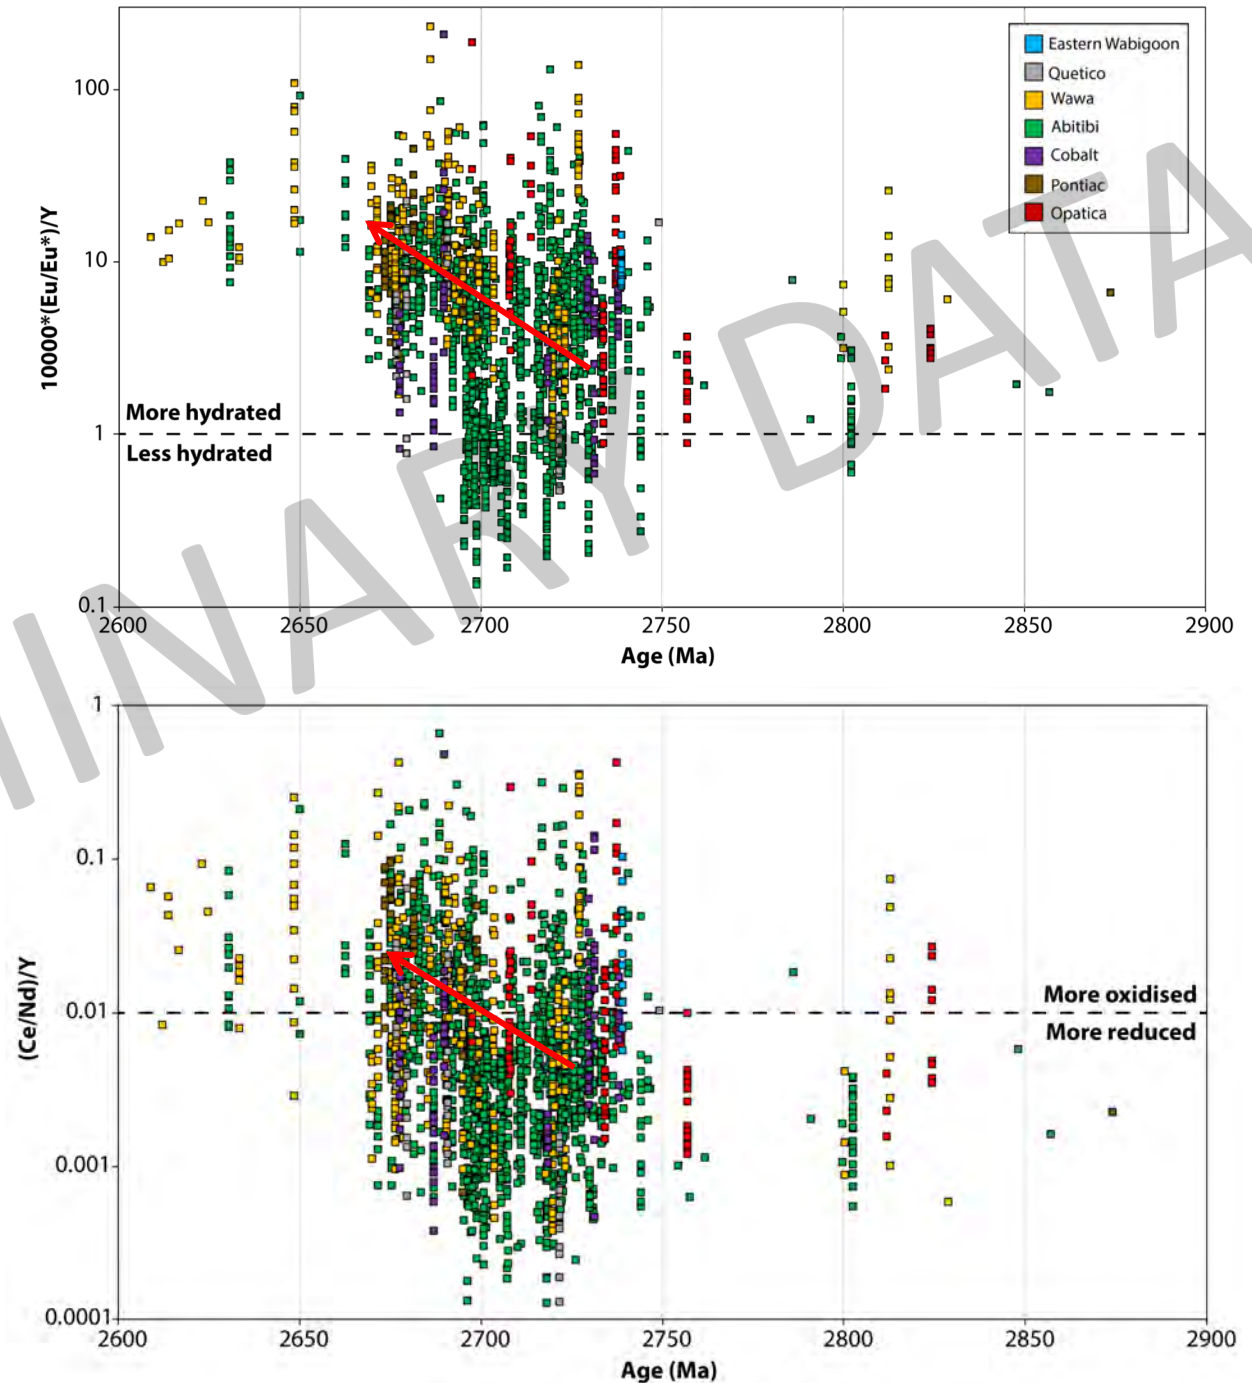 100
10
1
0.1
10000*(Eu/Eu*)/Y
More hydrated
Less hydrated
Eastern Wabigoon
Quetico
Wawa
Abitibi
Cobalt
Pontiac
Opatica
2600 2650 2700 2750 2800 2850 2900
Age (Ma)
INARY DATA
1
0.1
0.01
0.001
0.0001
(Ce/Nd)/Y
More oxidised
More reduced
2600 2650 2700 2750 2800 2850 2900
Age (Ma)